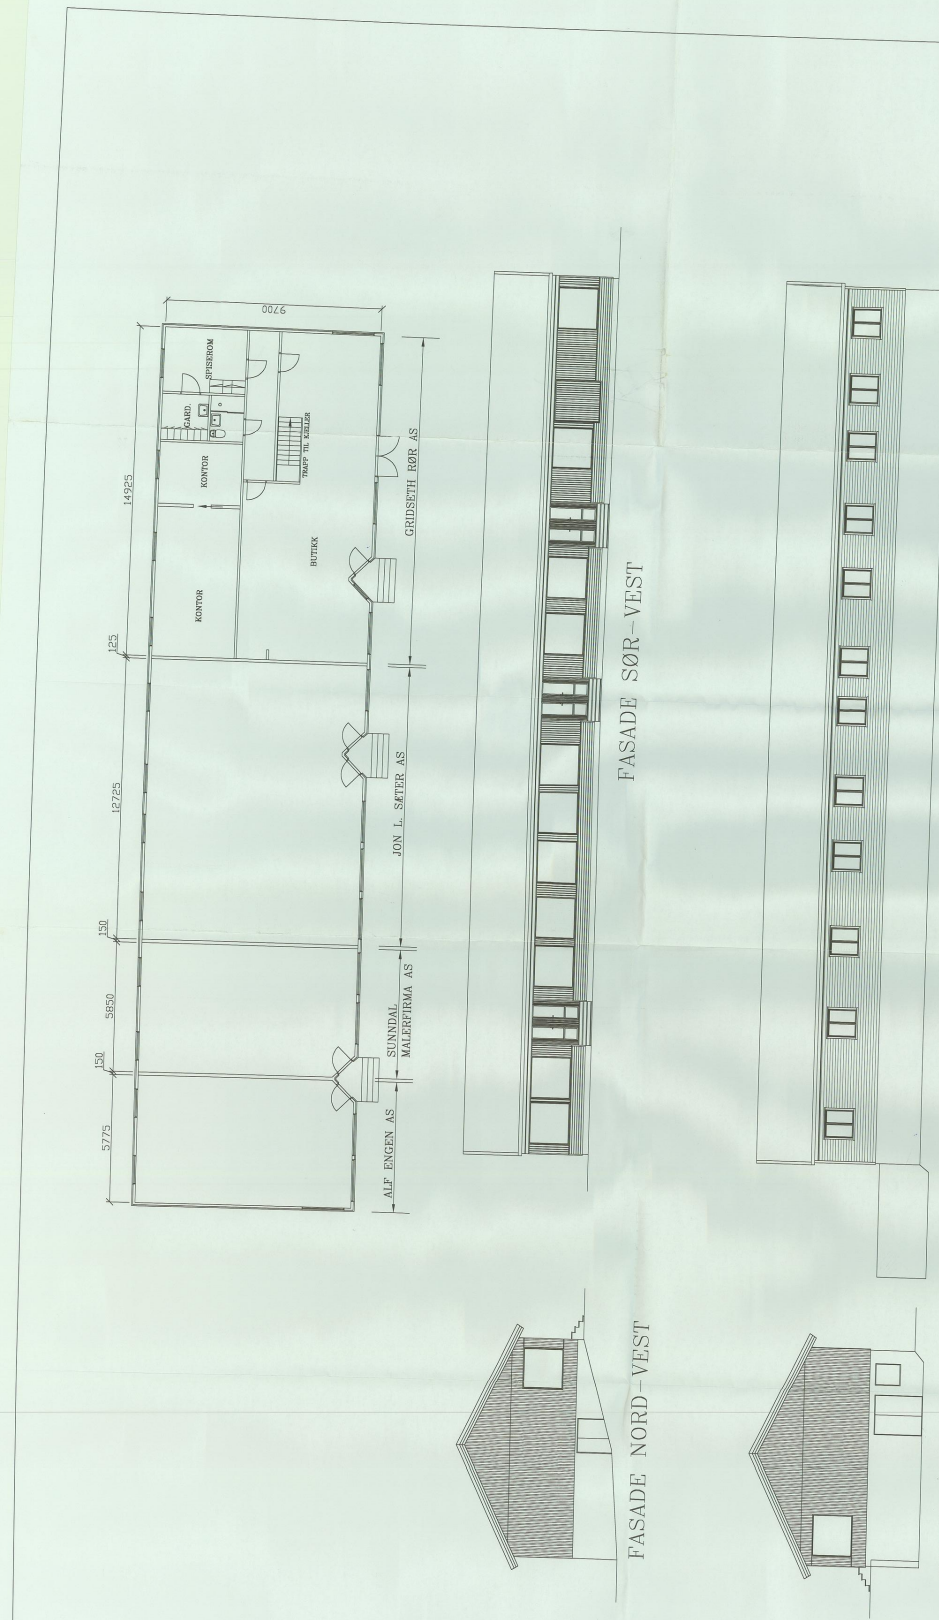 5775
150
5850
150
12725
125
14925
9700
KONTOR
KONTOR
GARD.
SPISEROM
BUTIKK
TRAPP TIL KJELLER
ALF ENGEN AS
SUNNDAL
MALERFIRMA AS
JON L. SÆTER AS
GRIDSETH RØR AS
FASADE NORD-VEST
FASADE SØR-VEST